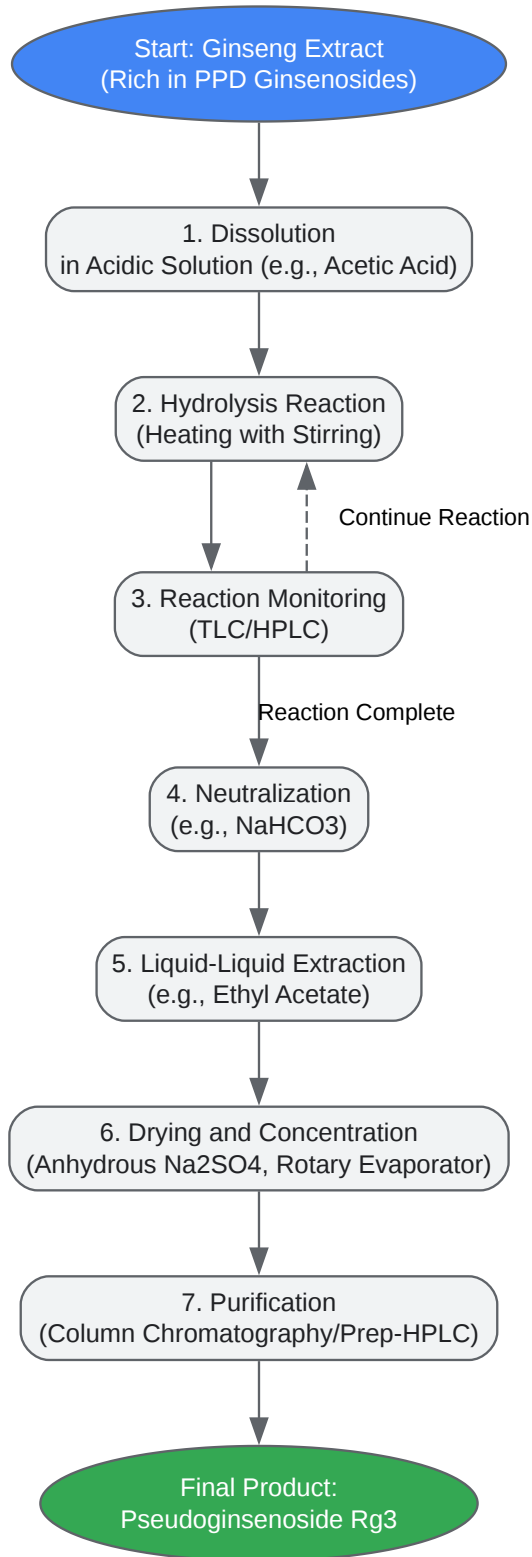 Start: Ginseng Extract
(Rich in PPD Ginsenosides)
1. Dissolution
in Acidic Solution (e.g., Acetic Acid)
2. Hydrolysis Reaction
(Heating with Stirring)
Continue Reaction
3. Reaction Monitoring
(TLC/HPLC)
Reaction Complete
4. Neutralization
(e.g., NaHCO3)
5. Liquid-Liquid Extraction
(e.g., Ethyl Acetate)
6. Drying and Concentration
(Anhydrous Na2SO4, Rotary Evaporator)
7. Purification
(Column Chromatography/Prep-HPLC)
Final Product:
Pseudoginsenoside Rg3